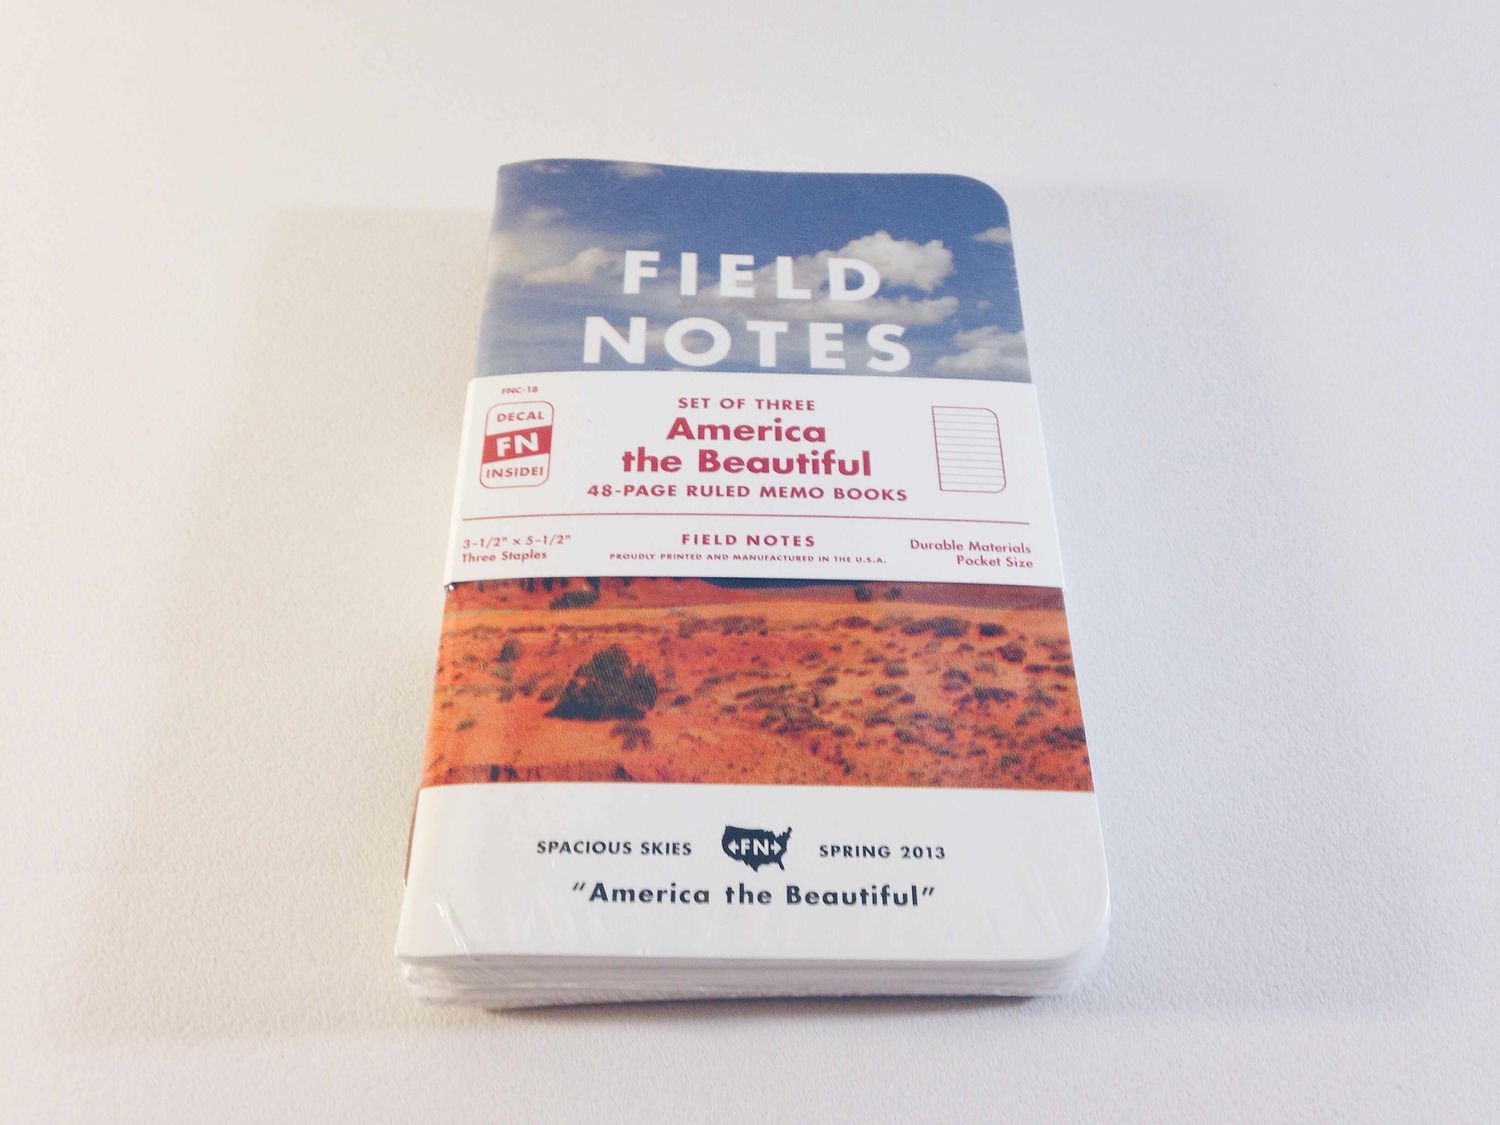 FIELD
NOTES
FNC-18
DECAL
FN
INSIDE!
SET OF THREE
America
the Beautiful
48-PAGE RULED MEMO BOOKS
3-1/2" x 5-1/2"
Three Staples
FIELD NOTES
PROUDLY PRINTED AND MANUFACTURED IN THE U.S.A.
Durable Materials
Pocket Size
SPACIOUS SKIES FN SPRING 2013
“America the Beautiful”